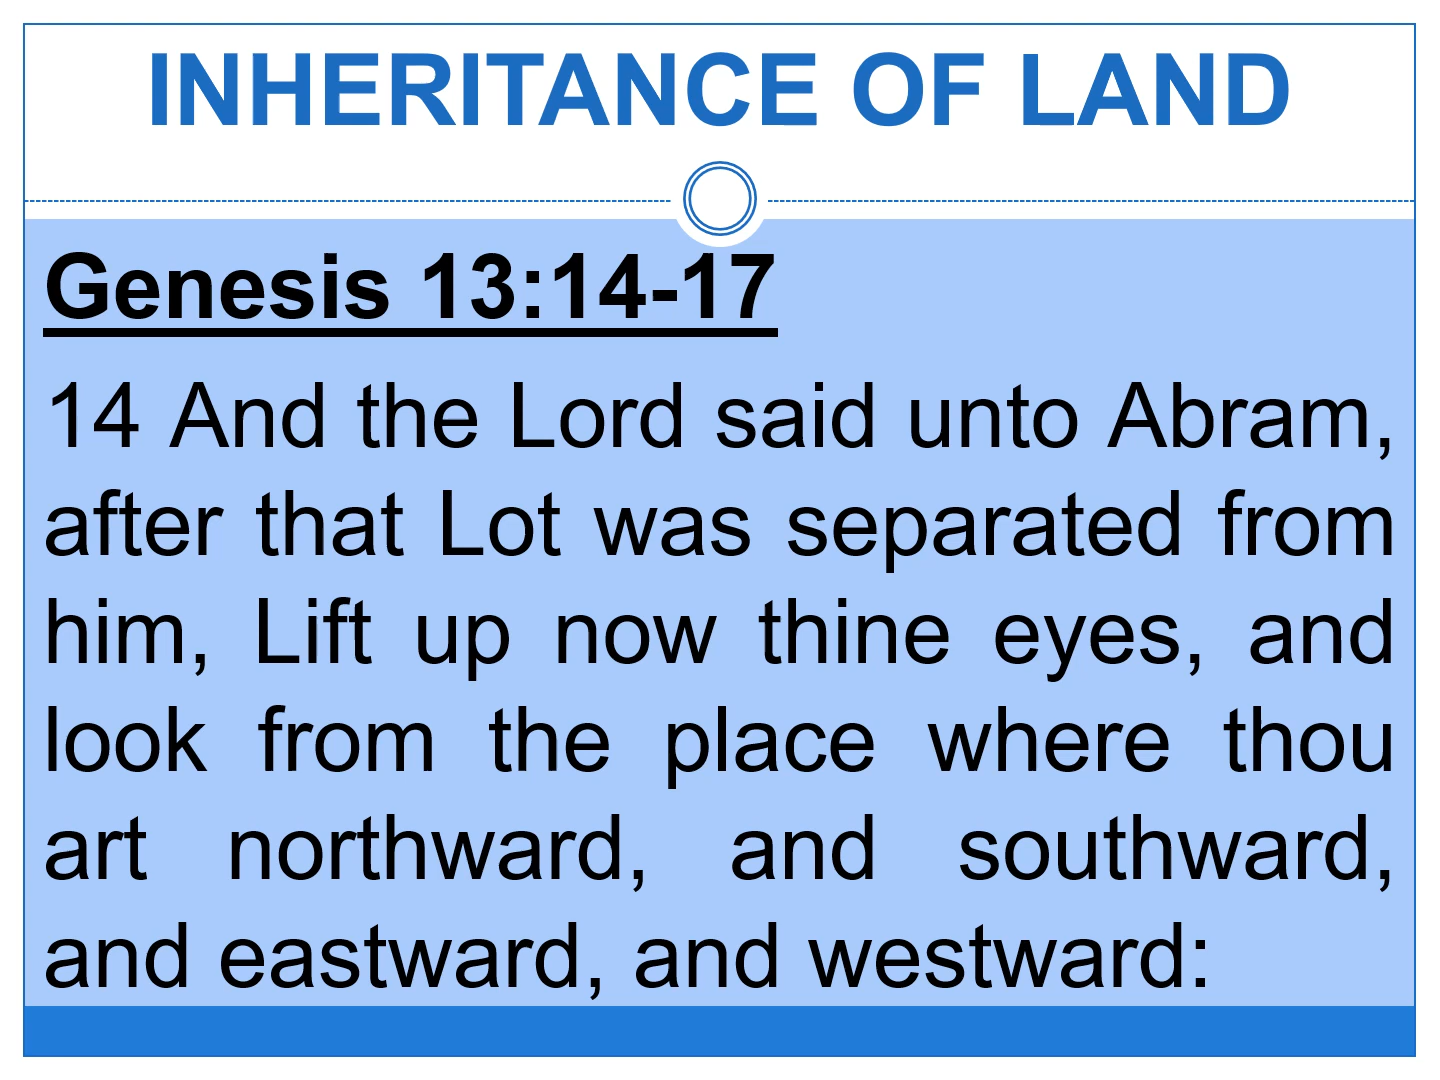 INHERITANCE OF LAND
Genesis 13:14-17
14 And the Lord said unto Abram,
after that Lot was separated from
him, Lift up now thine eyes, and
look from the place where thou
art northward, and southward,
and eastward, and westward: